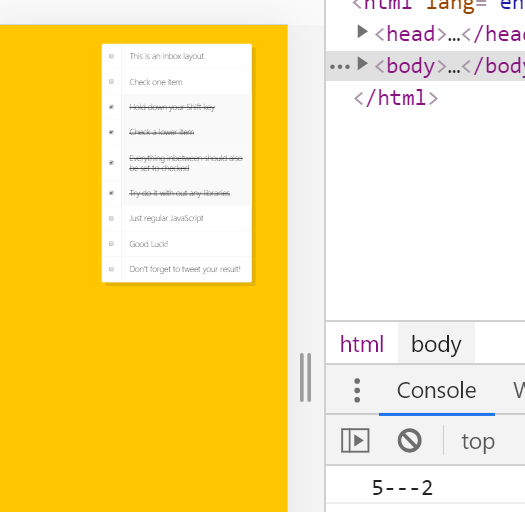 <html lang="en
<head>…</head
This is an inbox layout.
Check one item
<body>…</body
Hold down your Shift key
</html>
Check a lower item
Everything inbetween should also
be set to checked
Try do it with out any libraries
Just regular JavaScript
Good Luck!
Don't forget to tweet your result!
html body
Console W
top
5---2